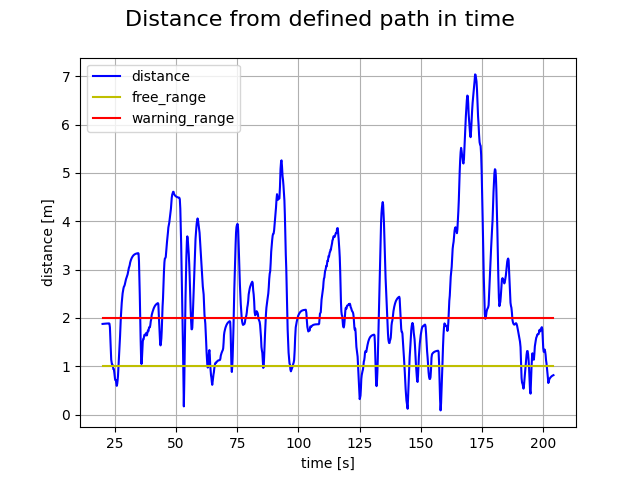 Distance from defined path in time
distance
free_range
warning_range
distance [m]
7
6
5
4
3
2
1
0
25 50 75 100 125 150 175 200
time [s]